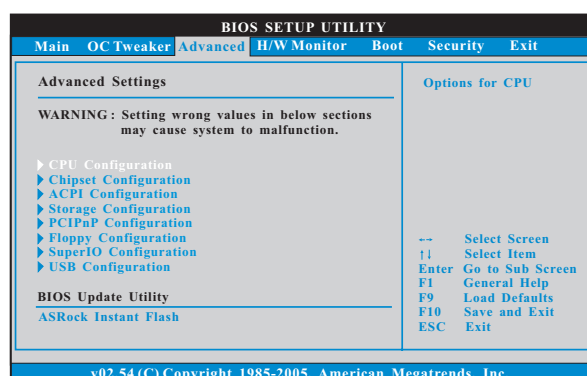 BIOS SETUP UTILITY
Main OC Tweaker Advanced H/W Monitor Boot Security Exit
Advanced Settings
WARNING : Setting wrong values in below sections
may cause system to malfunction.
CPU Configuration
Chipset Configuration
ACPI Configuration
Storage Configuration
PCIPnP Configuration
Floppy Configuration
SuperIO Configuration
USB Configuration
BIOS Update Utility
ASRock Instant Flash
Options for CPU
←→ Select Screen
↑↓ Select Item
Enter Go to Sub Screen
F1 General Help
F9 Load Defaults
F10 Save and Exit
ESC Exit
v02.54 (C) Copyright 1985-2005, American Megatrends, Inc.